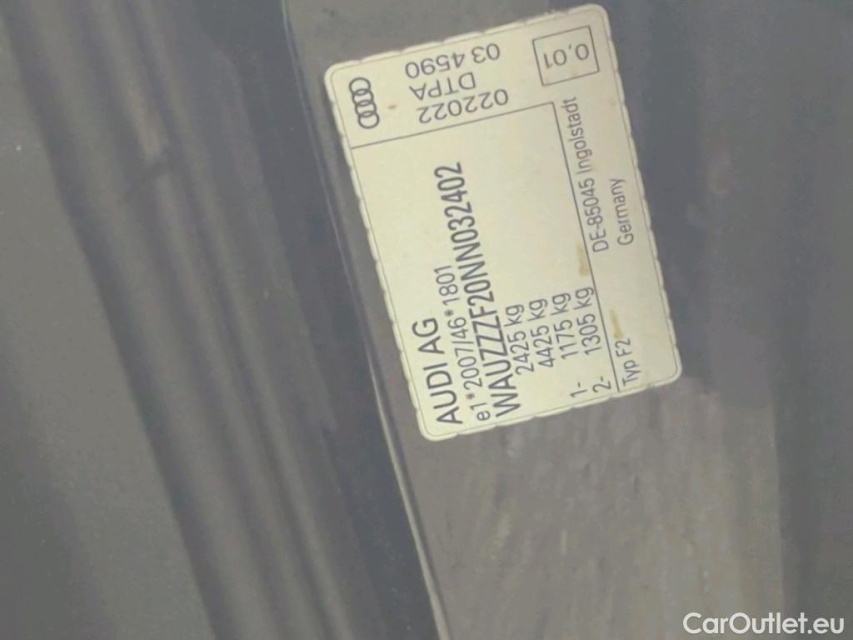 AUDI AG
e1*2007/46*1801
WAUZZZF20NN032402
2425 kg
4425 kg
1- 1175 kg
2- 1305 kg
Typ F2
DE-85045 Ingolstadt
Germany
022022
DTPA
03 4590
0,01
CarOutlet.eu